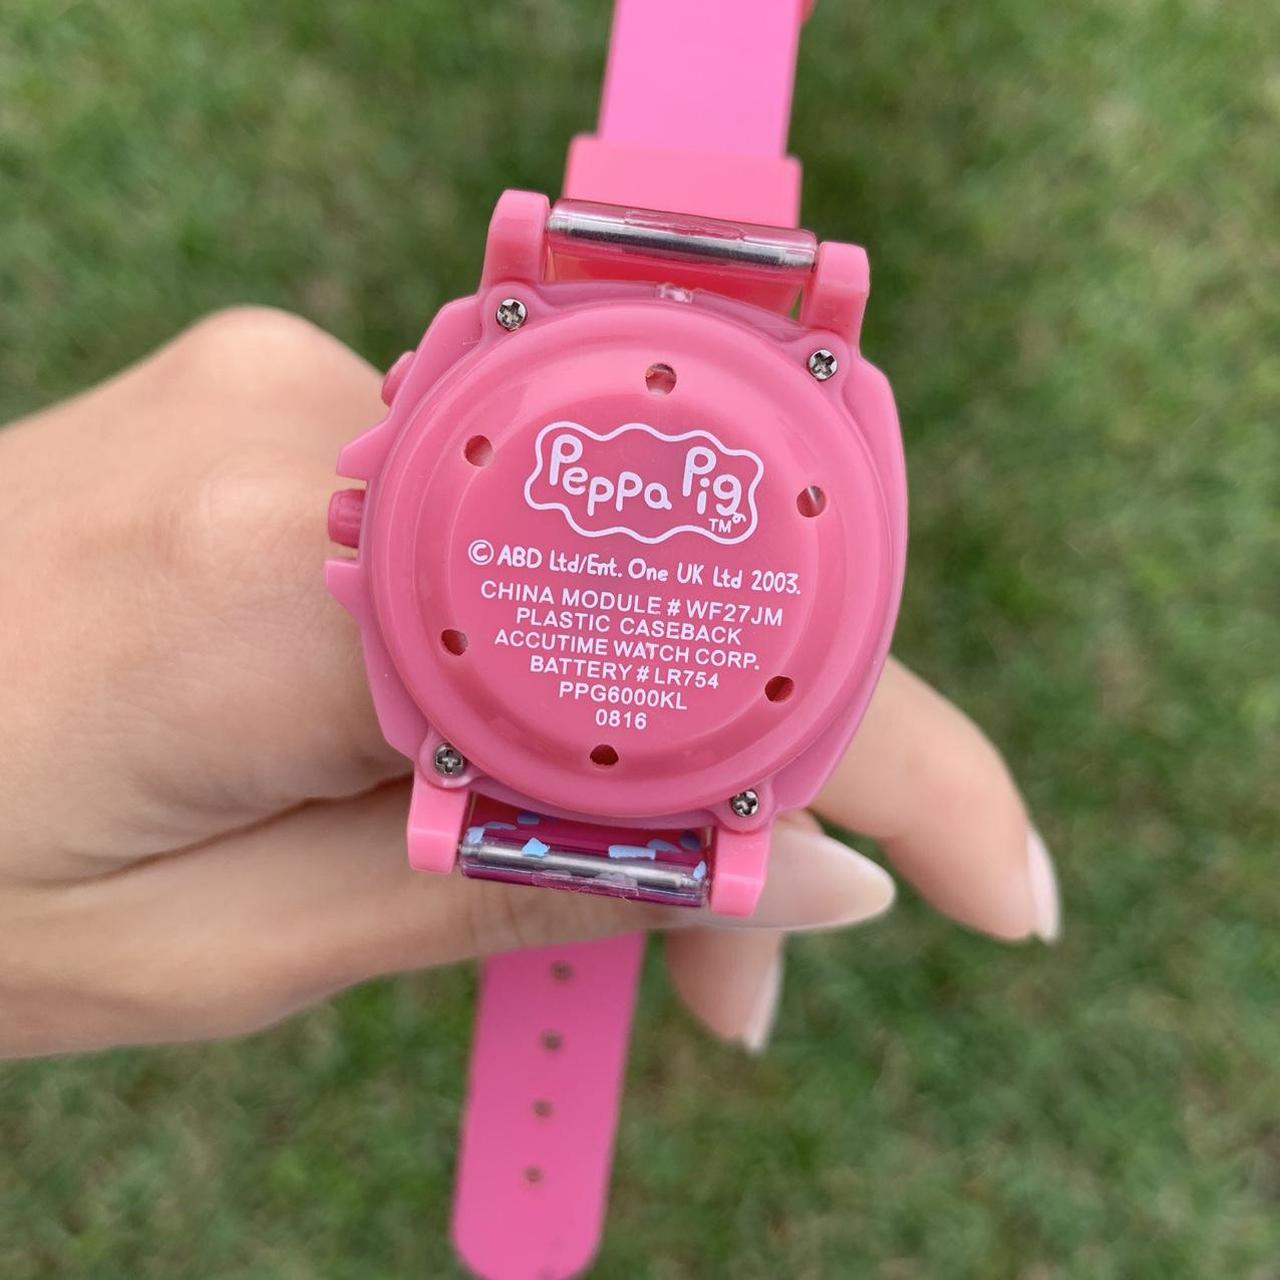 Peppa Pig
TM
© ABD Ltd/Ent. One UK Ltd 2003.
CHINA MODULE # WF27JM
PLASTIC CASEBACK
ACCUTIME WATCH CORP.
BATTERY # LR754
PPG6000KL
0816